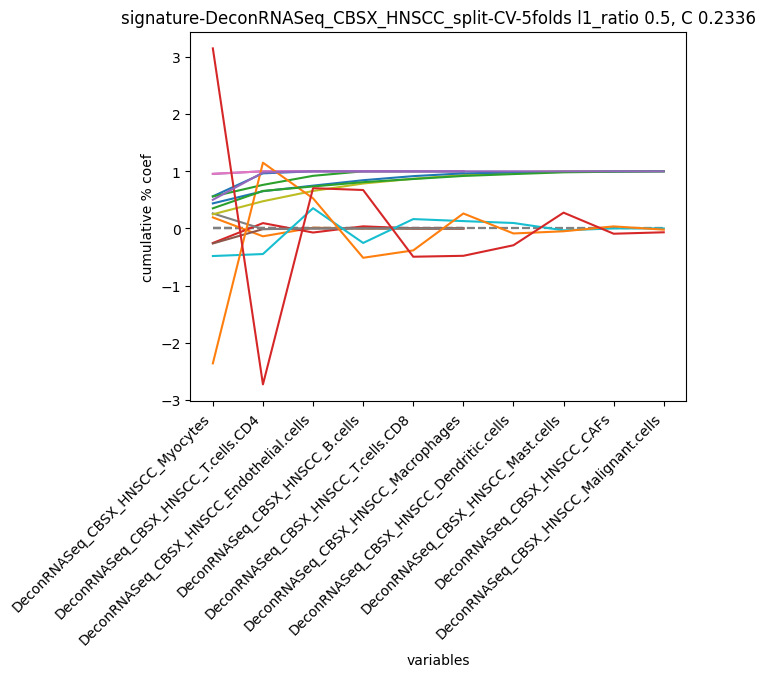 signature-DeconRNASeq_CBSX_HNSCC_split-CV-5folds l1_ratio 0.5, C 0.2336
cumulative % coef
3
2
1
0
−1
−2
−3
DeconRNASeq_CBSX_HNSCC_Myocytes
DeconRNASeq_CBSX_HNSCC_T.cells.CD4
DeconRNASeq_CBSX_HNSCC_Endothelial.cells
DeconRNASeq_CBSX_HNSCC_B.cells
DeconRNASeq_CBSX_HNSCC_T.cells.CD8
DeconRNASeq_CBSX_HNSCC_Macrophages
DeconRNASeq_CBSX_HNSCC_Dendritic.cells
DeconRNASeq_CBSX_HNSCC_Mast.cells
DeconRNASeq_CBSX_HNSCC_CAFs
DeconRNASeq_CBSX_HNSCC_Malignant.cells
variables